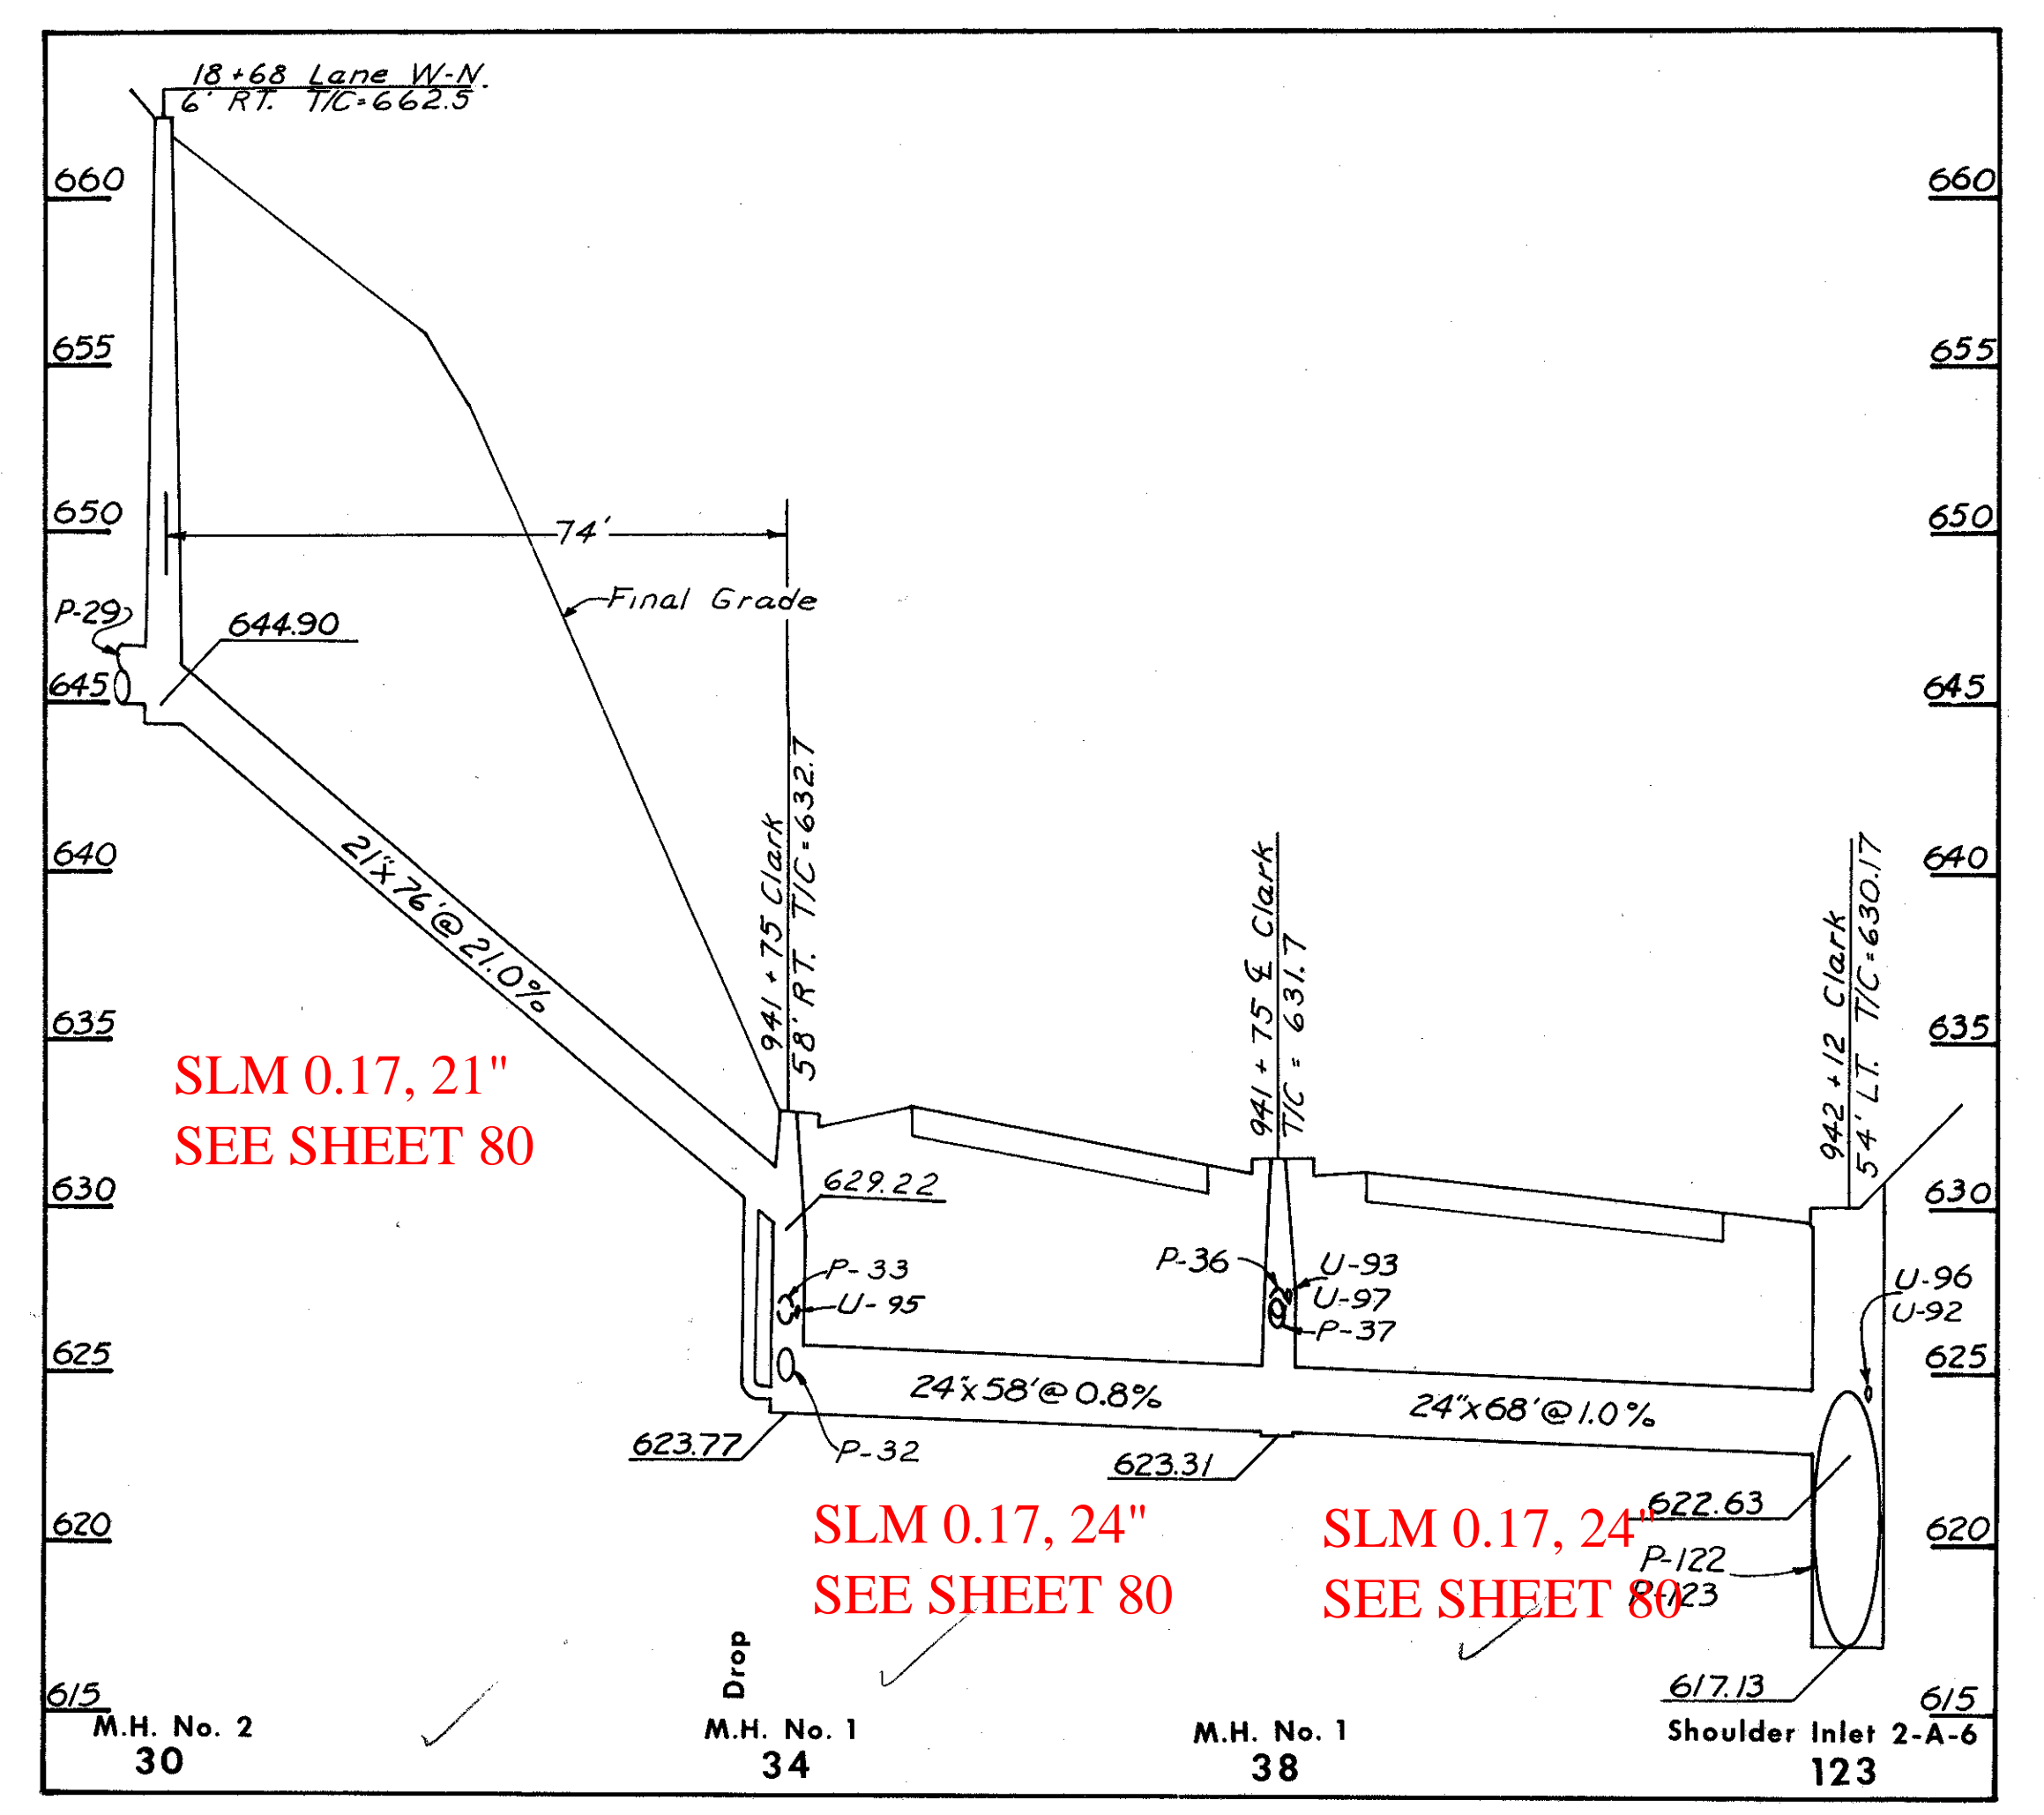 18+68 Lane W-N.
6' RT. T/C=662.5
660
660
655
655
650
650
74'
Final Grade
P-29
644.90
645
645
941+75 Clark
58' RT. T/C=632.7
640
640
21"x76'@21.0%
941+75 ℄ Clark
T/C = 631.7
942+12 Clark
54' LT. T/C=630.17
635
635
SLM 0.17, 21"
SEE SHEET 80
630
630
629.22
P-33
U-95
P-36
U-93
U-97
P-37
U-96
U-92
625
625
24"x58'@0.8%
24"x68'@1.0%
623.77
P-32
623.31
622.63
SLM 0.17, 24"
SEE SHEET 80
SLM 0.17, 24"
SEE SHEET 80
620
620
P-122
P-123
617.13
615
615
Drop
M.H. No. 2
30
M.H. No. 1
34
M.H. No. 1
38
Shoulder Inlet 2-A-6
123